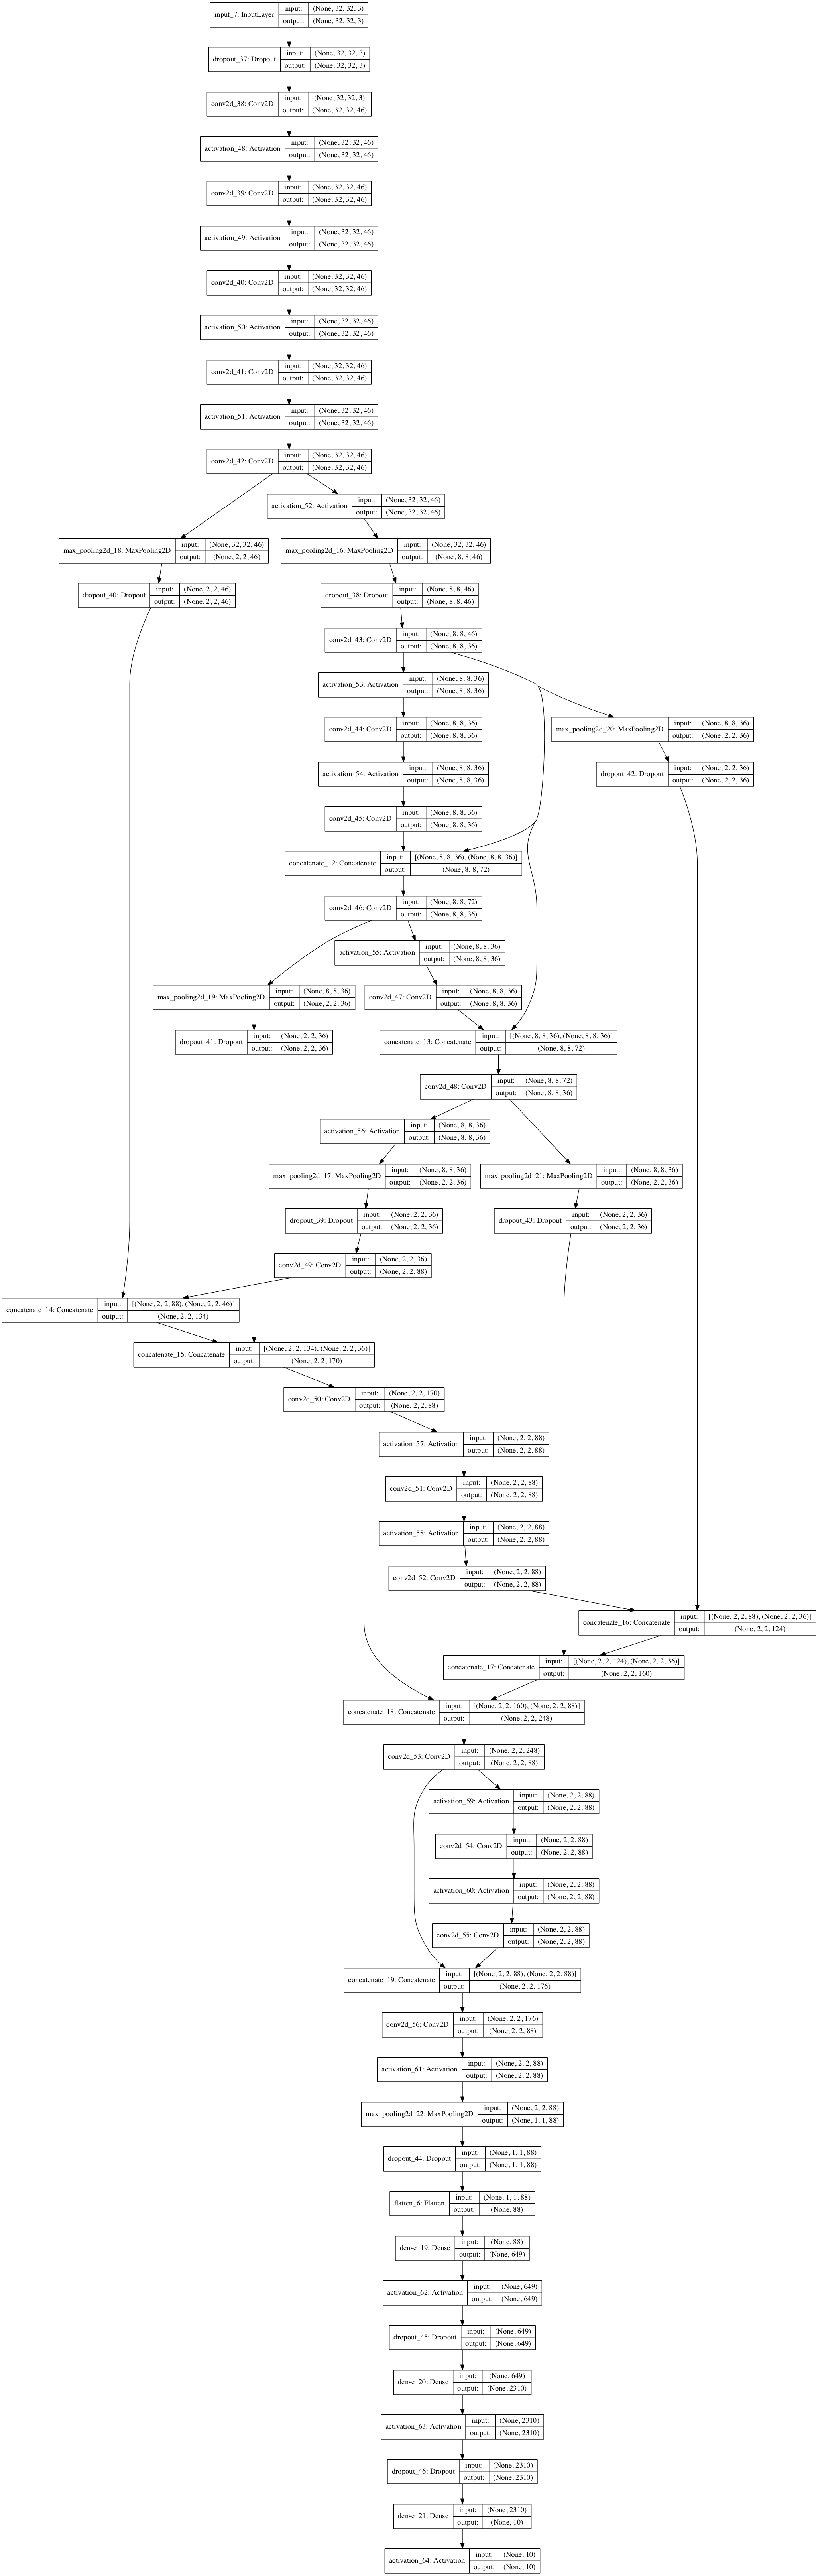 input_7: InputLayer
input: (None, 32, 32, 3)
output: (None, 32, 32, 3)
dropout_37: Dropout
input: (None, 32, 32, 3)
output: (None, 32, 32, 3)
conv2d_38: Conv2D
input: (None, 32, 32, 3)
output: (None, 32, 32, 46)
activation_48: Activation
input: (None, 32, 32, 46)
output: (None, 32, 32, 46)
conv2d_39: Conv2D
input: (None, 32, 32, 46)
output: (None, 32, 32, 46)
activation_49: Activation
input: (None, 32, 32, 46)
output: (None, 32, 32, 46)
conv2d_40: Conv2D
input: (None, 32, 32, 46)
output: (None, 32, 32, 46)
activation_50: Activation
input: (None, 32, 32, 46)
output: (None, 32, 32, 46)
conv2d_41: Conv2D
input: (None, 32, 32, 46)
output: (None, 32, 32, 46)
activation_51: Activation
input: (None, 32, 32, 46)
output: (None, 32, 32, 46)
conv2d_42: Conv2D
input: (None, 32, 32, 46)
output: (None, 32, 32, 46)
activation_52: Activation
input: (None, 32, 32, 46)
output: (None, 32, 32, 46)
max_pooling2d_18: MaxPooling2D
input: (None, 32, 32, 46)
output: (None, 2, 2, 46)
max_pooling2d_16: MaxPooling2D
input: (None, 32, 32, 46)
output: (None, 8, 8, 46)
dropout_40: Dropout
input: (None, 2, 2, 46)
output: (None, 2, 2, 46)
dropout_38: Dropout
input: (None, 8, 8, 46)
output: (None, 8, 8, 46)
conv2d_43: Conv2D
input: (None, 8, 8, 46)
output: (None, 8, 8, 36)
activation_53: Activation
input: (None, 8, 8, 36)
output: (None, 8, 8, 36)
conv2d_44: Conv2D
input: (None, 8, 8, 36)
output: (None, 8, 8, 36)
max_pooling2d_20: MaxPooling2D
input: (None, 8, 8, 36)
output: (None, 2, 2, 36)
activation_54: Activation
input: (None, 8, 8, 36)
output: (None, 8, 8, 36)
dropout_42: Dropout
input: (None, 2, 2, 36)
output: (None, 2, 2, 36)
conv2d_45: Conv2D
input: (None, 8, 8, 36)
output: (None, 8, 8, 36)
concatenate_12: Concatenate
input: [(None, 8, 8, 36), (None, 8, 8, 36)]
output: (None, 8, 8, 72)
conv2d_46: Conv2D
input: (None, 8, 8, 72)
output: (None, 8, 8, 36)
activation_55: Activation
input: (None, 8, 8, 36)
output: (None, 8, 8, 36)
max_pooling2d_19: MaxPooling2D
input: (None, 8, 8, 36)
output: (None, 2, 2, 36)
conv2d_47: Conv2D
input: (None, 8, 8, 36)
output: (None, 8, 8, 36)
dropout_41: Dropout
input: (None, 2, 2, 36)
output: (None, 2, 2, 36)
concatenate_13: Concatenate
input: [(None, 8, 8, 36), (None, 8, 8, 36)]
output: (None, 8, 8, 72)
conv2d_48: Conv2D
input: (None, 8, 8, 72)
output: (None, 8, 8, 36)
activation_56: Activation
input: (None, 8, 8, 36)
output: (None, 8, 8, 36)
max_pooling2d_17: MaxPooling2D
input: (None, 8, 8, 36)
output: (None, 2, 2, 36)
max_pooling2d_21: MaxPooling2D
input: (None, 8, 8, 36)
output: (None, 2, 2, 36)
dropout_39: Dropout
input: (None, 2, 2, 36)
output: (None, 2, 2, 36)
dropout_43: Dropout
input: (None, 2, 2, 36)
output: (None, 2, 2, 36)
conv2d_49: Conv2D
input: (None, 2, 2, 36)
output: (None, 2, 2, 88)
concatenate_14: Concatenate
input: [(None, 2, 2, 88), (None, 2, 2, 46)]
output: (None, 2, 2, 134)
concatenate_15: Concatenate
input: [(None, 2, 2, 134), (None, 2, 2, 36)]
output: (None, 2, 2, 170)
conv2d_50: Conv2D
input: (None, 2, 2, 170)
output: (None, 2, 2, 88)
activation_57: Activation
input: (None, 2, 2, 88)
output: (None, 2, 2, 88)
conv2d_51: Conv2D
input: (None, 2, 2, 88)
output: (None, 2, 2, 88)
activation_58: Activation
input: (None, 2, 2, 88)
output: (None, 2, 2, 88)
conv2d_52: Conv2D
input: (None, 2, 2, 88)
output: (None, 2, 2, 88)
concatenate_16: Concatenate
input: [(None, 2, 2, 88), (None, 2, 2, 36)]
output: (None, 2, 2, 124)
concatenate_17: Concatenate
input: [(None, 2, 2, 124), (None, 2, 2, 36)]
output: (None, 2, 2, 160)
concatenate_18: Concatenate
input: [(None, 2, 2, 160), (None, 2, 2, 88)]
output: (None, 2, 2, 248)
conv2d_53: Conv2D
input: (None, 2, 2, 248)
output: (None, 2, 2, 88)
activation_59: Activation
input: (None, 2, 2, 88)
output: (None, 2, 2, 88)
conv2d_54: Conv2D
input: (None, 2, 2, 88)
output: (None, 2, 2, 88)
activation_60: Activation
input: (None, 2, 2, 88)
output: (None, 2, 2, 88)
conv2d_55: Conv2D
input: (None, 2, 2, 88)
output: (None, 2, 2, 88)
concatenate_19: Concatenate
input: [(None, 2, 2, 88), (None, 2, 2, 88)]
output: (None, 2, 2, 176)
conv2d_56: Conv2D
input: (None, 2, 2, 176)
output: (None, 2, 2, 88)
activation_61: Activation
input: (None, 2, 2, 88)
output: (None, 2, 2, 88)
max_pooling2d_22: MaxPooling2D
input: (None, 2, 2, 88)
output: (None, 1, 1, 88)
dropout_44: Dropout
input: (None, 1, 1, 88)
output: (None, 1, 1, 88)
flatten_6: Flatten
input: (None, 1, 1, 88)
output: (None, 88)
dense_19: Dense
input: (None, 88)
output: (None, 649)
activation_62: Activation
input: (None, 649)
output: (None, 649)
dropout_45: Dropout
input: (None, 649)
output: (None, 649)
dense_20: Dense
input: (None, 649)
output: (None, 2310)
activation_63: Activation
input: (None, 2310)
output: (None, 2310)
dropout_46: Dropout
input: (None, 2310)
output: (None, 2310)
dense_21: Dense
input: (None, 2310)
output: (None, 10)
activation_64: Activation
input: (None, 10)
output: (None, 10)